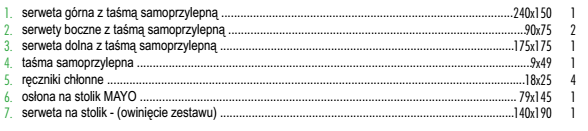 1. serweta górna z taśmą samoprzylepną ........ 240x150 1
2. serwety boczne z taśmą samoprzylepną ........ 90x75 2
3. serweta dolna z taśmą samoprzylepną ........ 175x175 1
4. taśma samoprzylepna ........ 9x49 1
5. ręczniki chłonne ........ 18x25 4
6. osłona na stolik MAYO ........ 79x145 1
7. serweta na stolik - (owinięcie zestawu) ........ 140x190 1